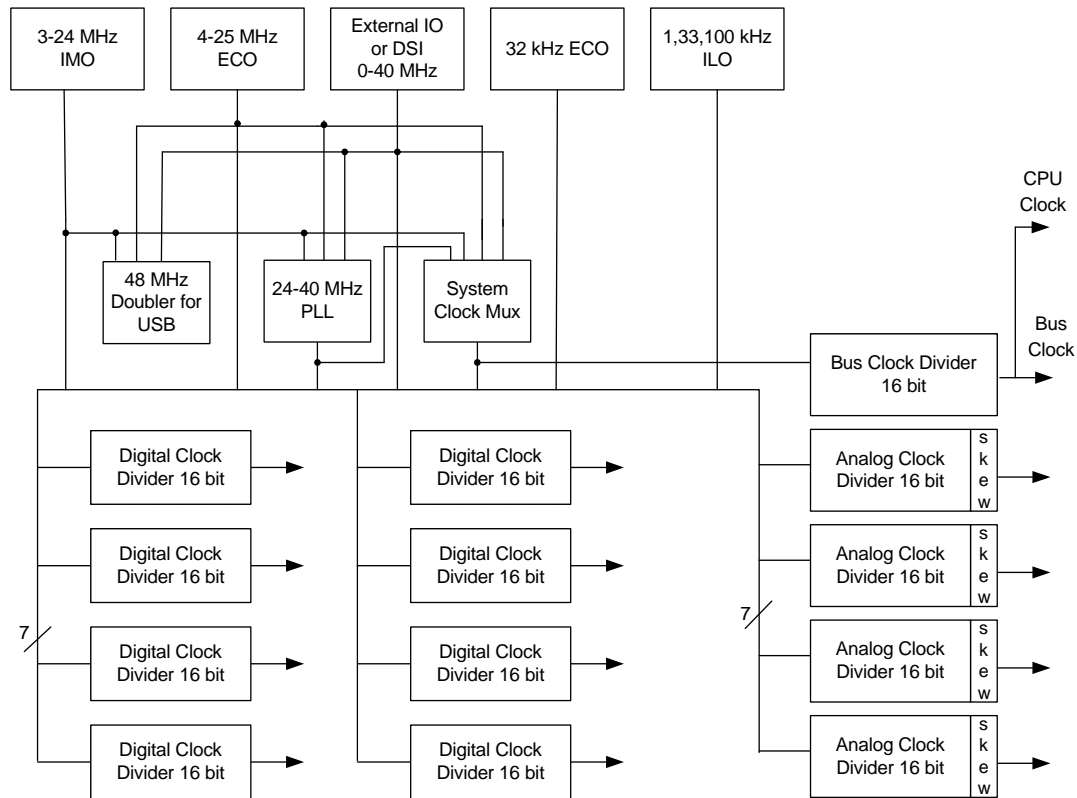 3-24 MHz
IMO
4-25 MHz
ECO
External IO
or DSI
0-40 MHz
32 kHz ECO
1,33,100 kHz
ILO
CPU
Clock
48 MHz
Doubler for
USB
24-40 MHz
PLL
System
Clock Mux
Bus
Clock
Bus Clock Divider
16 bit
Digital Clock
Divider 16 bit
Digital Clock
Divider 16 bit
Analog Clock
Divider 16 bit
s
k
e
w
Digital Clock
Divider 16 bit
Digital Clock
Divider 16 bit
Analog Clock
Divider 16 bit
s
k
e
w
7
7
Digital Clock
Divider 16 bit
Digital Clock
Divider 16 bit
Analog Clock
Divider 16 bit
s
k
e
w
Digital Clock
Divider 16 bit
Digital Clock
Divider 16 bit
Analog Clock
Divider 16 bit
s
k
e
w